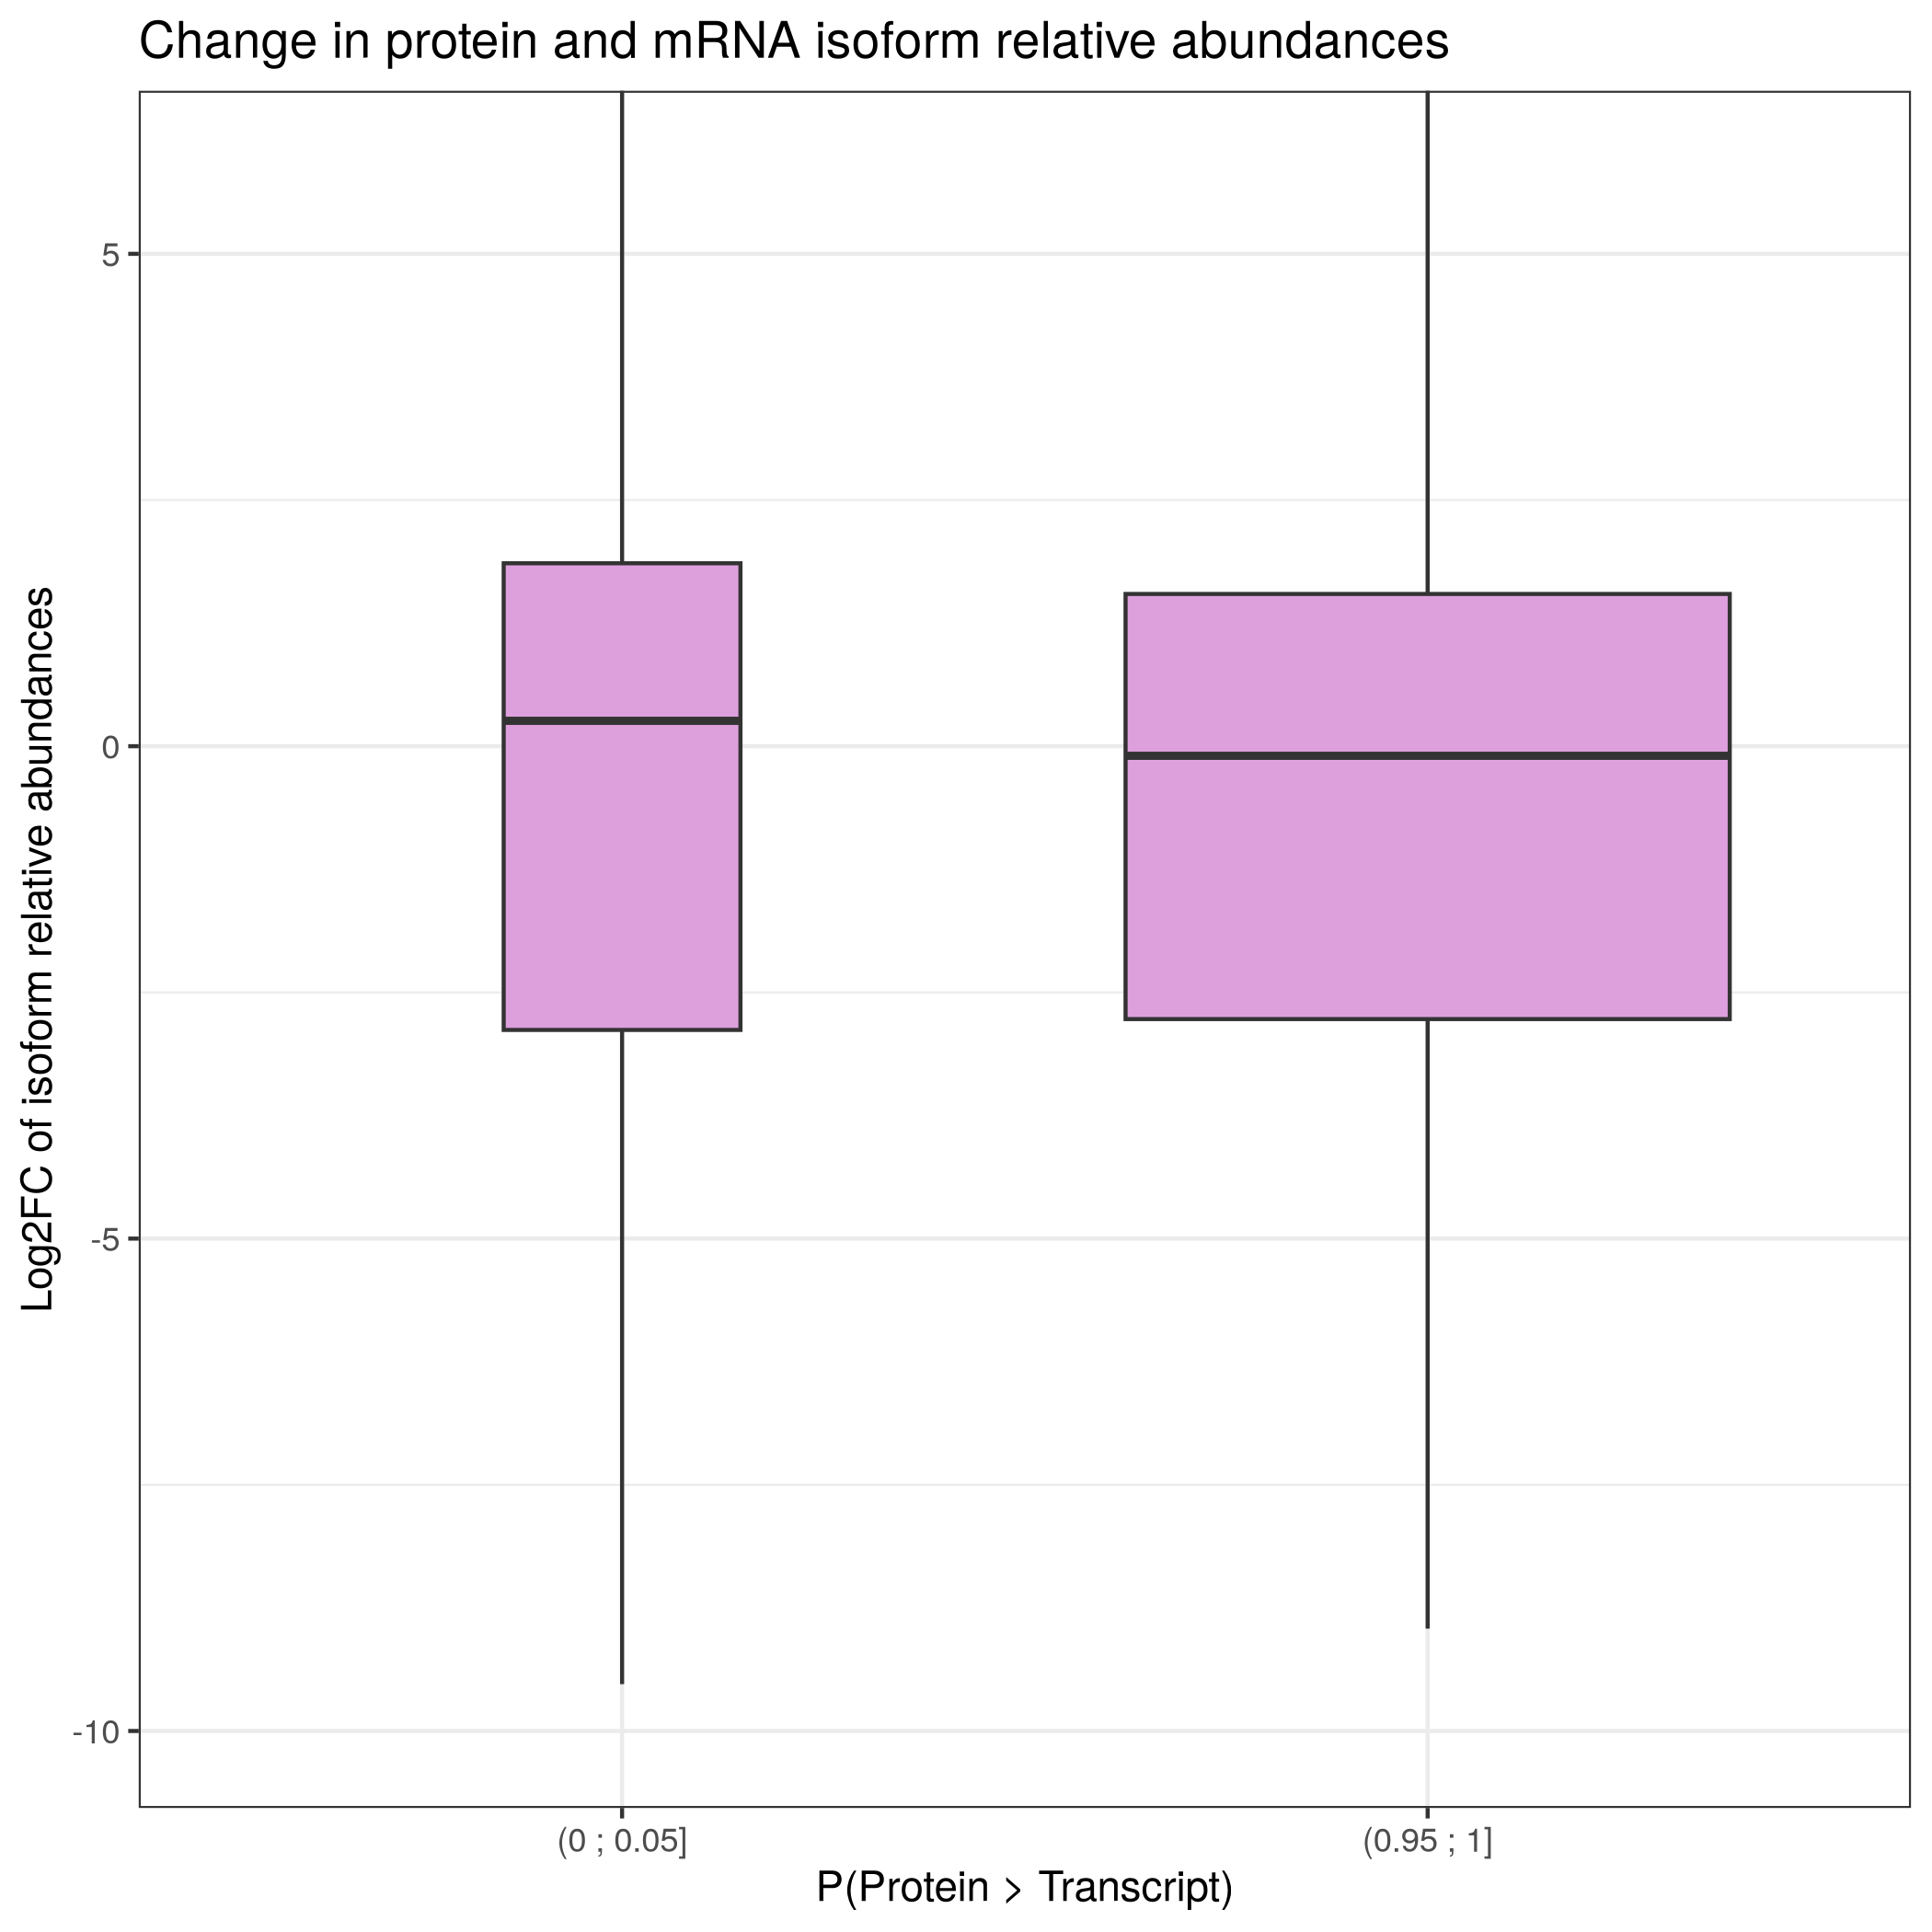 Change in protein and mRNA isoform relative abundances
Log2FC of isoform relative abundances
5
0
-5
-10
(0 ; 0.05]
(0.95 ; 1]
P(Protein > Transcript)